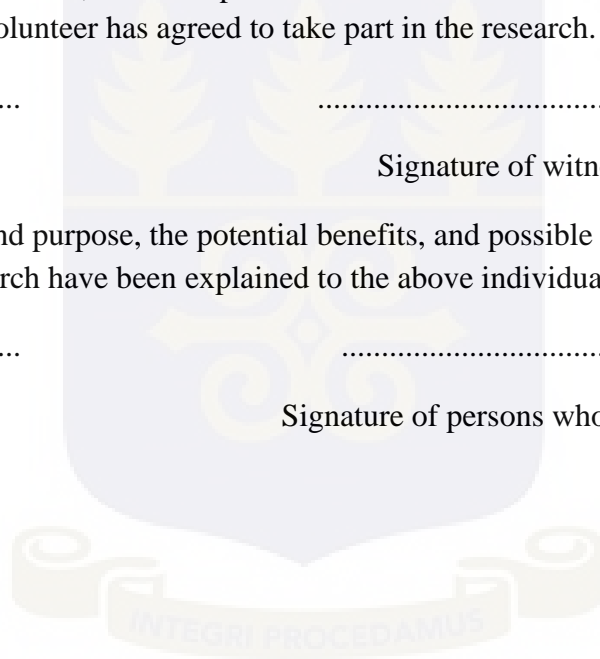 olunteer has agreed to take part in the research.
... ...................................
Signature of witn
nd purpose, the potential benefits, and possible
rch have been explained to the above individua
... ................................
Signature of persons who
INTEGRI PROCEDAMUS